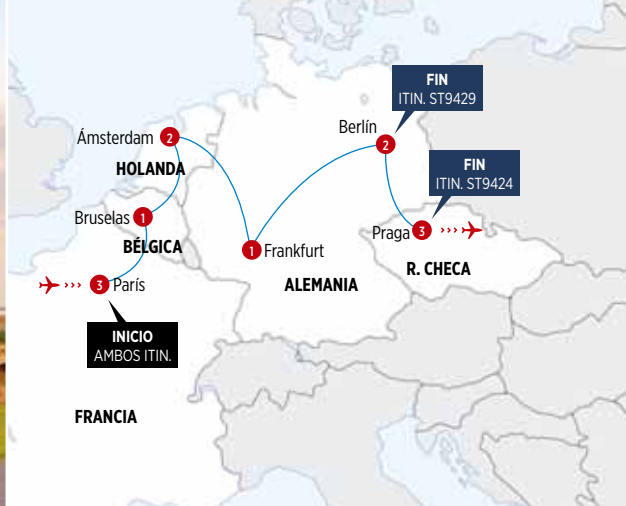 FIN
ITIN. ST9429
Berlín
2
Ámsterdam 2
HOLANDA
FIN
ITIN. ST9424
Bruselas 1
BÉLGICA
Praga 3
1 Frankfurt
R. CHECA
ALEMANIA
3 París
INICIO
AMBOS ITIN.
FRANCIA